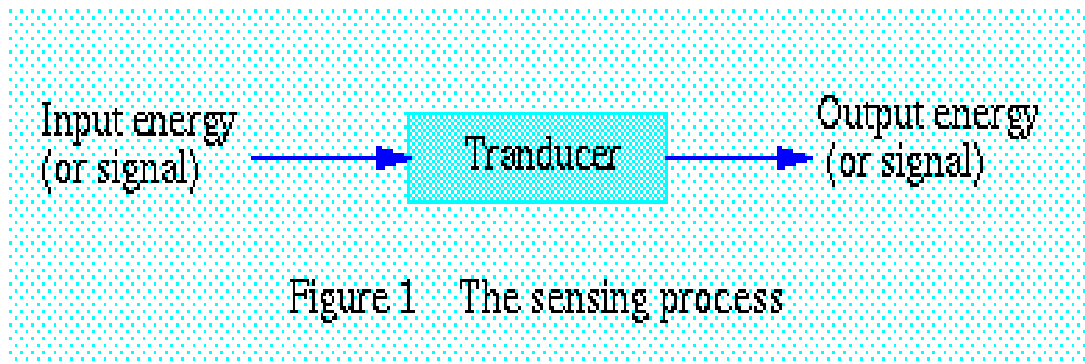 Input energy
(or signal)
Tranducer
Output energy
(or signal)
Figure 1 The sensing process